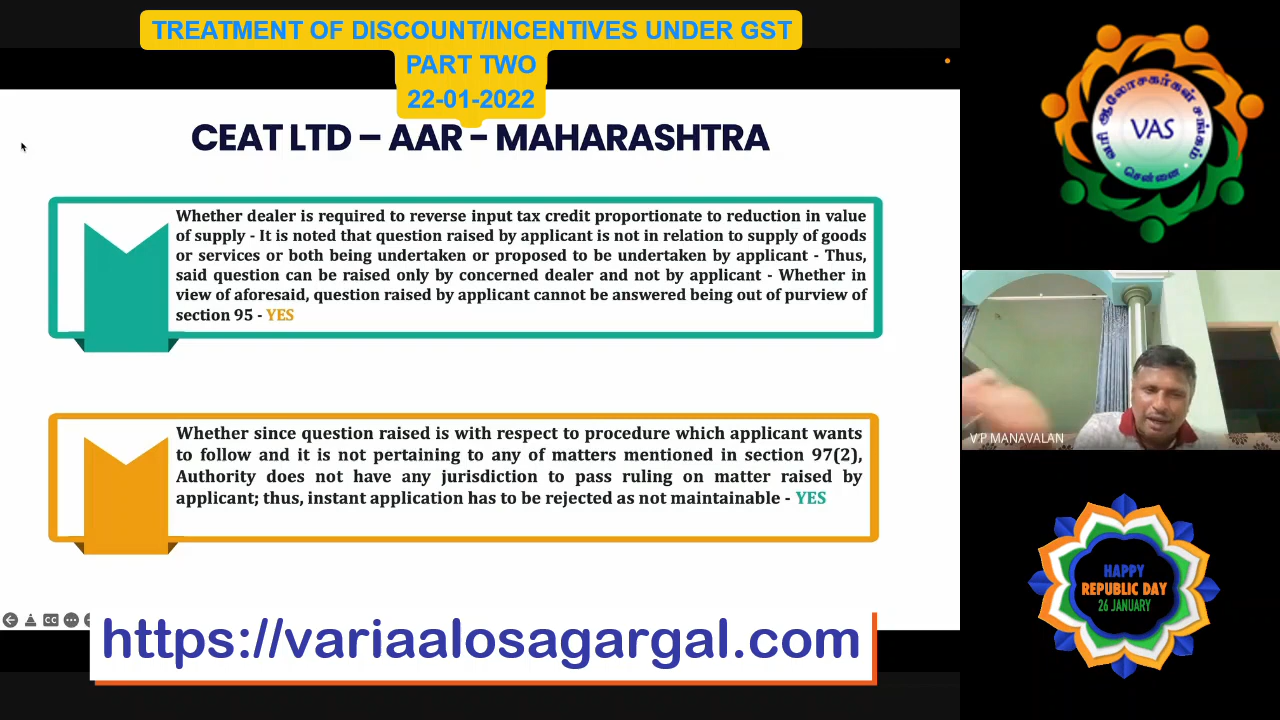 TREATMENT OF DISCOUNT/INCENTIVES UNDER GST
PART TWO
22-01-2022
CEAT LTD – AAR – MAHARASHTRA
Whether dealer is required to reverse input tax credit proportionate to reduction in value
of supply - It is noted that question raised by applicant is not in relation to supply of goods
or services or both being undertaken or proposed to be undertaken by applicant - Thus,
said question can be raised only by concerned dealer and not by applicant - Whether in
view of aforesaid, question raised by applicant cannot be answered being out of purview of
section 95 - YES
Whether since question raised is with respect to procedure which applicant wants
to follow and it is not pertaining to any of matters mentioned in section 97(2),
Authority does not have any jurisdiction to pass ruling on matter raised by
applicant; thus, instant application has to be rejected as not maintainable - YES
CC
https://variaalosagargal.com
வரி ஆலோசகர்கள் சங்கம்
VAS
சென்னை
V P MANAVALAN
HAPPY
REPUBLIC DAY
26 JANUARY